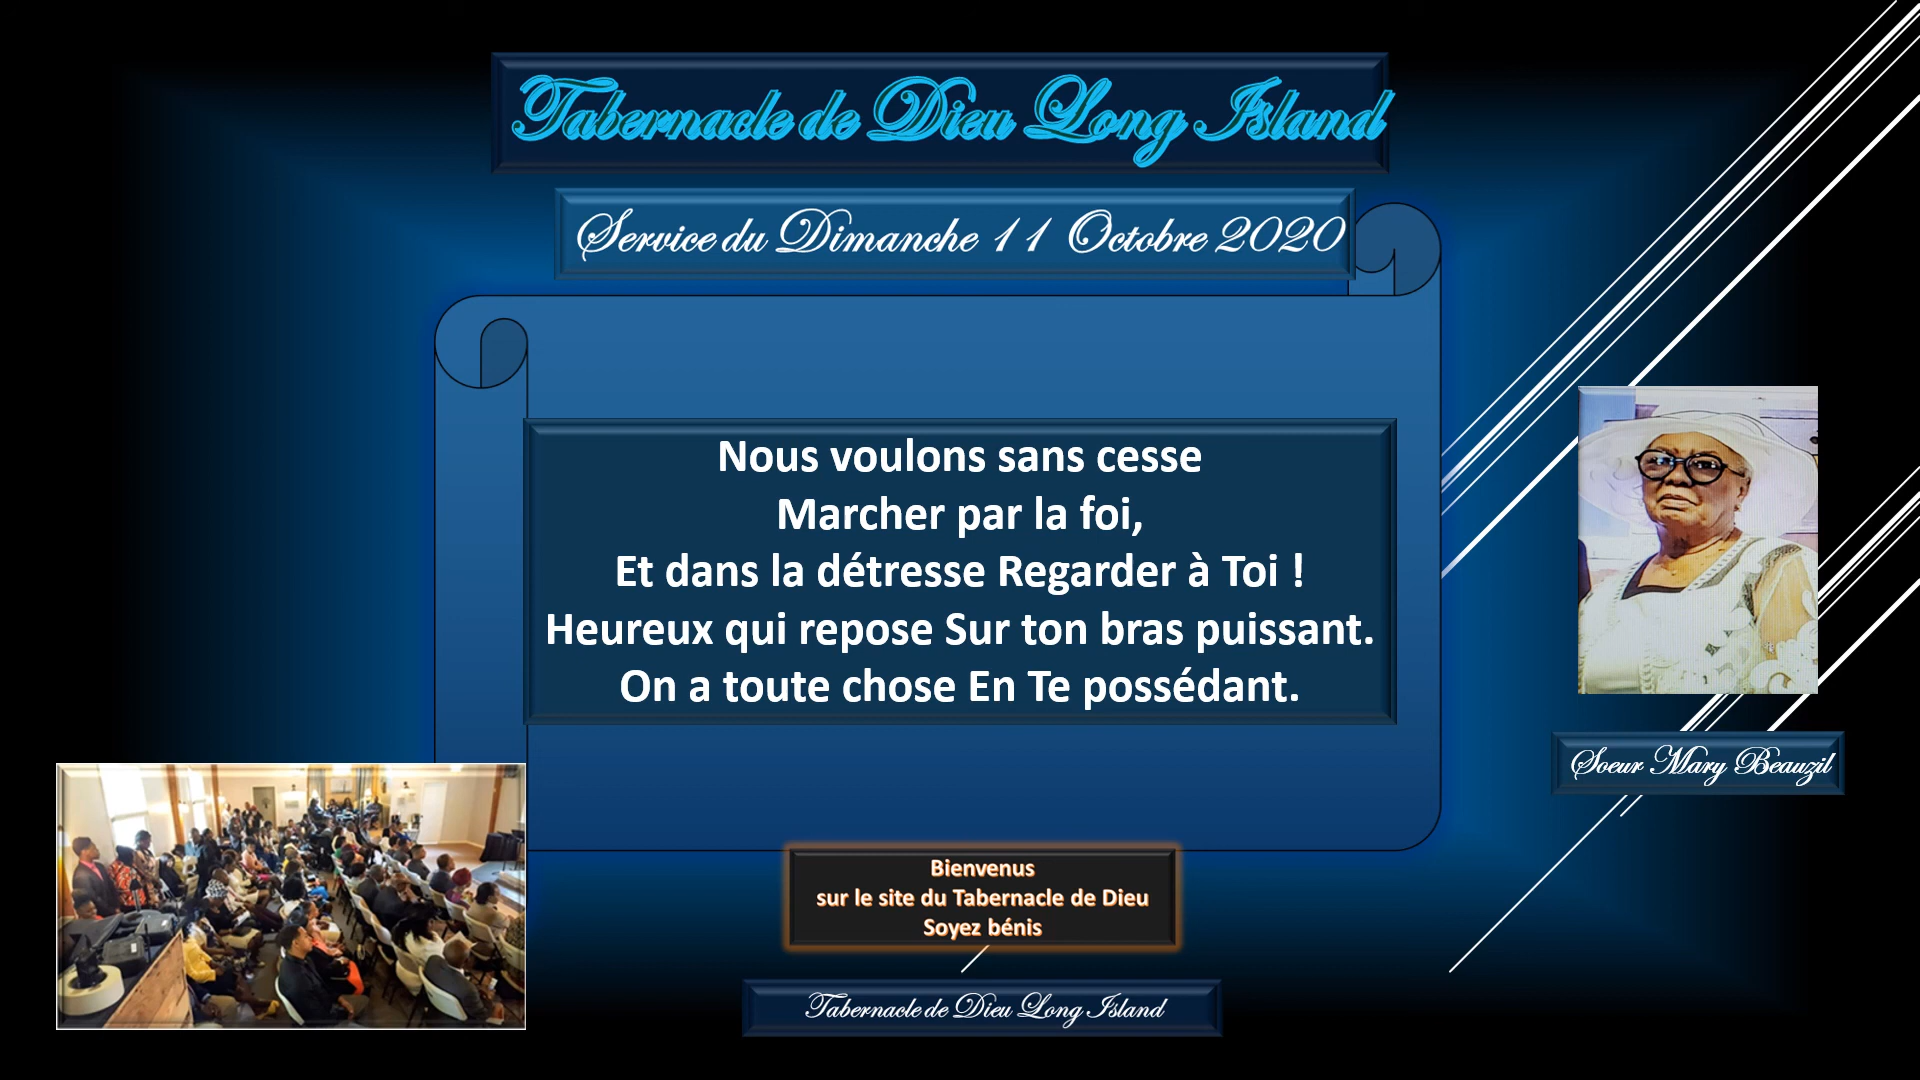 Tabernacle de Dieu Long Island
Service du Dimanche 11 Octobre 2020
Nous voulons sans cesse
Marcher par la foi,
Et dans la détresse Regarder à Toi !
Heureux qui repose Sur ton bras puissant.
On a toute chose En Te possédant.
Soeur Mary Beauzil
Bienvenus
sur le site du Tabernacle de Dieu
Soyez bénis
Tabernacle de Dieu Long Island